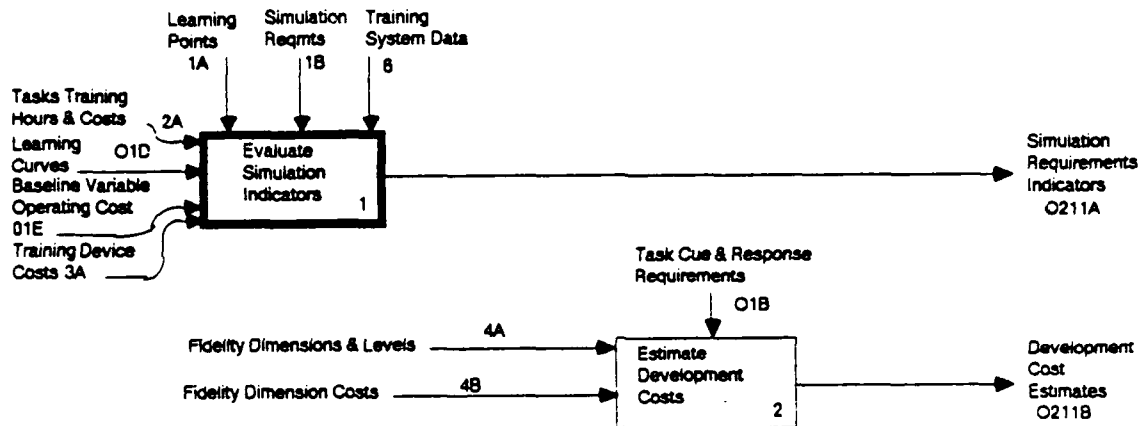 Learning
Points
1A
Simulation
Reqmts
1B
Training
System Data
6
Tasks Training
Hours & Costs
2A
Learning
Curves
O1D
Baseline Variable
Operating Cost
01E
Training Device
Costs 3A
Evaluate
Simulation
Indicators
1
Simulation
Requirements
Indicators
O211A
Task Cue & Response
Requirements
O1B
Fidelity Dimensions & Levels
4A
Fidelity Dimension Costs
4B
Estimate
Development
Costs
2
Development
Cost
Estimates
O211B